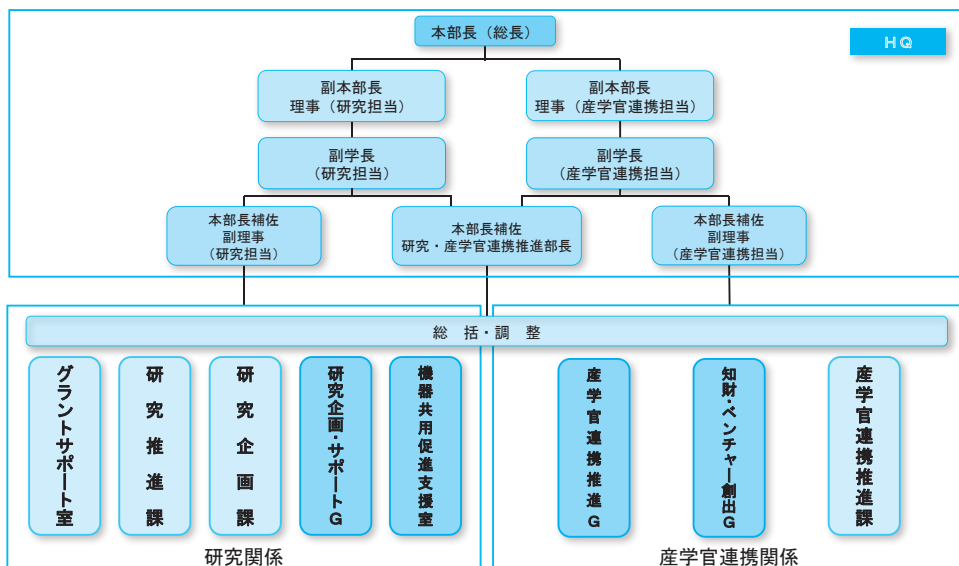 本部長（総長）
HQ
副本部長
理事（研究担当）
副本部長
理事（産学官連携担当）
副学長
（研究担当）
副学長
（産学官連携担当）
本部長補佐
副理事
（研究担当）
本部長補佐
研究・産学官連携推進部長
本部長補佐
副理事
（産学官連携担当）
総 括・調 整
グラントサポート室
研究推進課
研究企画課
研究企画・サポートG
機器共用促進支援室
産学官連携推進G
知財・ベンチャー創出G
産学官連携推進課
研究関係
産学官連携関係